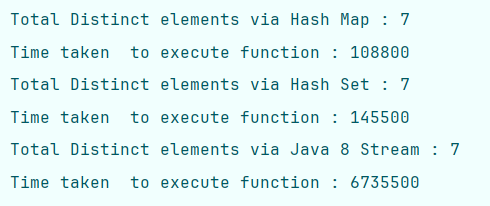 Total Distinct elements via Hash Map : 7
Time taken  to execute function : 108800
Total Distinct elements via Hash Set : 7
Time taken  to execute function : 145500
Total Distinct elements via Java 8 Stream : 7
Time taken  to execute function : 6735500